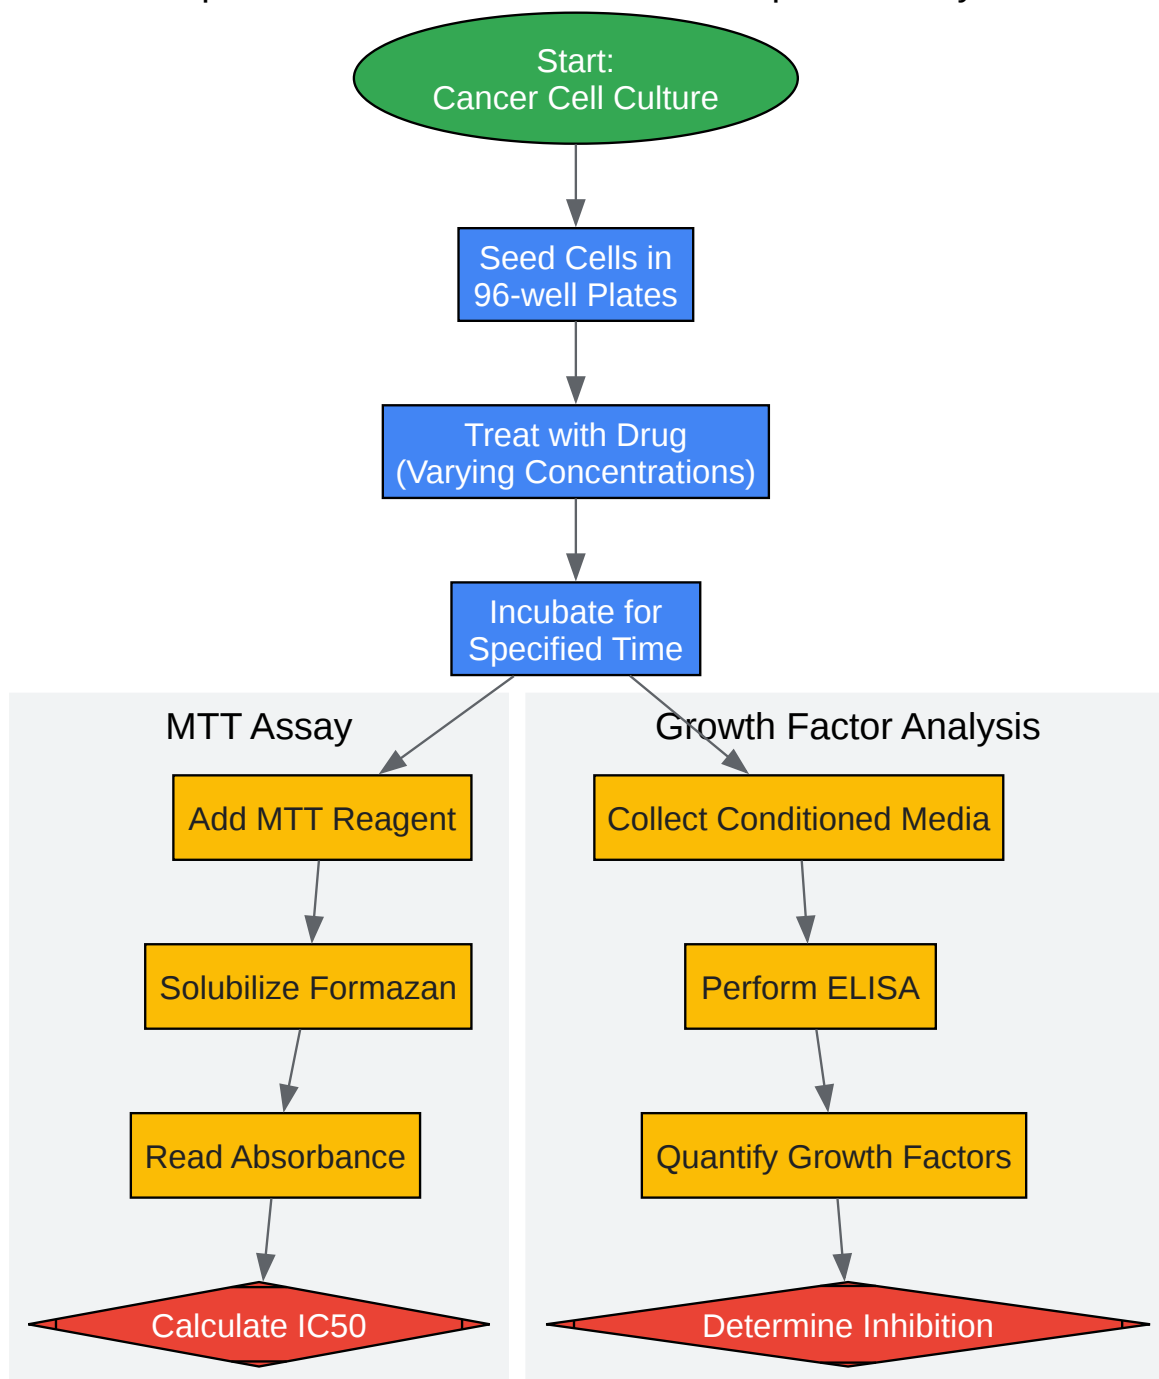 Start:
Cancer Cell Culture
Seed Cells in
96-well Plates
Treat with Drug
(Varying Concentrations)
Incubate for
Specified Time
MTT Assay
Add MTT Reagent
Solubilize Formazan
Read Absorbance
Calculate IC50
Growth Factor Analysis
Collect Conditioned Media
Perform ELISA
Quantify Growth Factors
Determine Inhibition